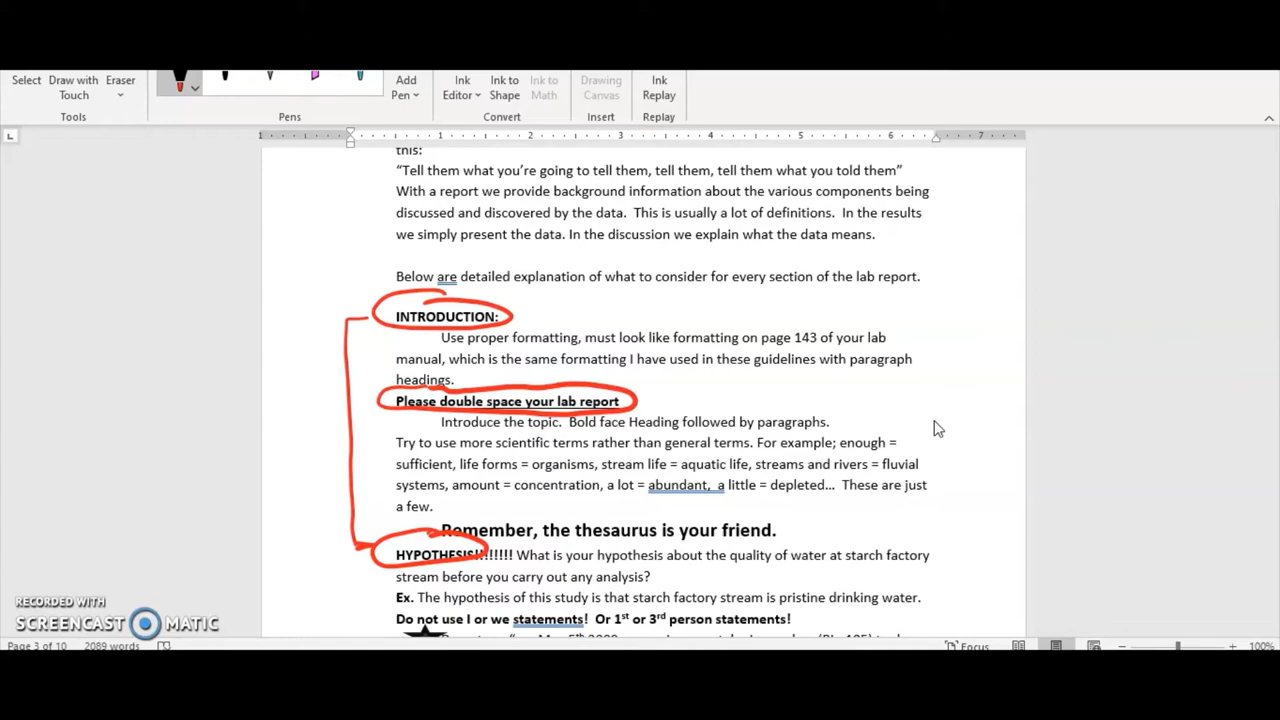 Select Draw with Touch Eraser Add Pen Ink Editor Ink to Shape Ink to Math Drawing Canvas Ink Replay
Tools Pens Convert Insert Replay
1 1 2 3 4 5 6 7
this:
“Tell them what you’re going to tell them, tell them, tell them what you told them”
With a report we provide background information about the various components being
discussed and discovered by the data.  This is usually a lot of definitions.  In the results
we simply present the data. In the discussion we explain what the data means.
Below are detailed explanation of what to consider for every section of the lab report.
INTRODUCTION:
Use proper formatting, must look like formatting on page 143 of your lab
manual, which is the same formatting I have used in these guidelines with paragraph
headings.
Please double space your lab report
Introduce the topic.  Bold face Heading followed by paragraphs.
Try to use more scientific terms rather than general terms. For example; enough =
sufficient, life forms = organisms, stream life = aquatic life, streams and rivers = fluvial
systems, amount = concentration, a lot = abundant,  a little = depleted…  These are just
a few.
Remember, the thesaurus is your friend.
HYPOTHESIS!!!!!!!! What is your hypothesis about the quality of water at starch factory
stream before you carry out any analysis?
Ex. The hypothesis of this study is that starch factory stream is pristine drinking water.
Do not use I or we statements!  Or 1st or 3rd person statements!
RECORDED WITH
SCREENCAST MATIC
Page 3 of 10 2089 words Focus 100%